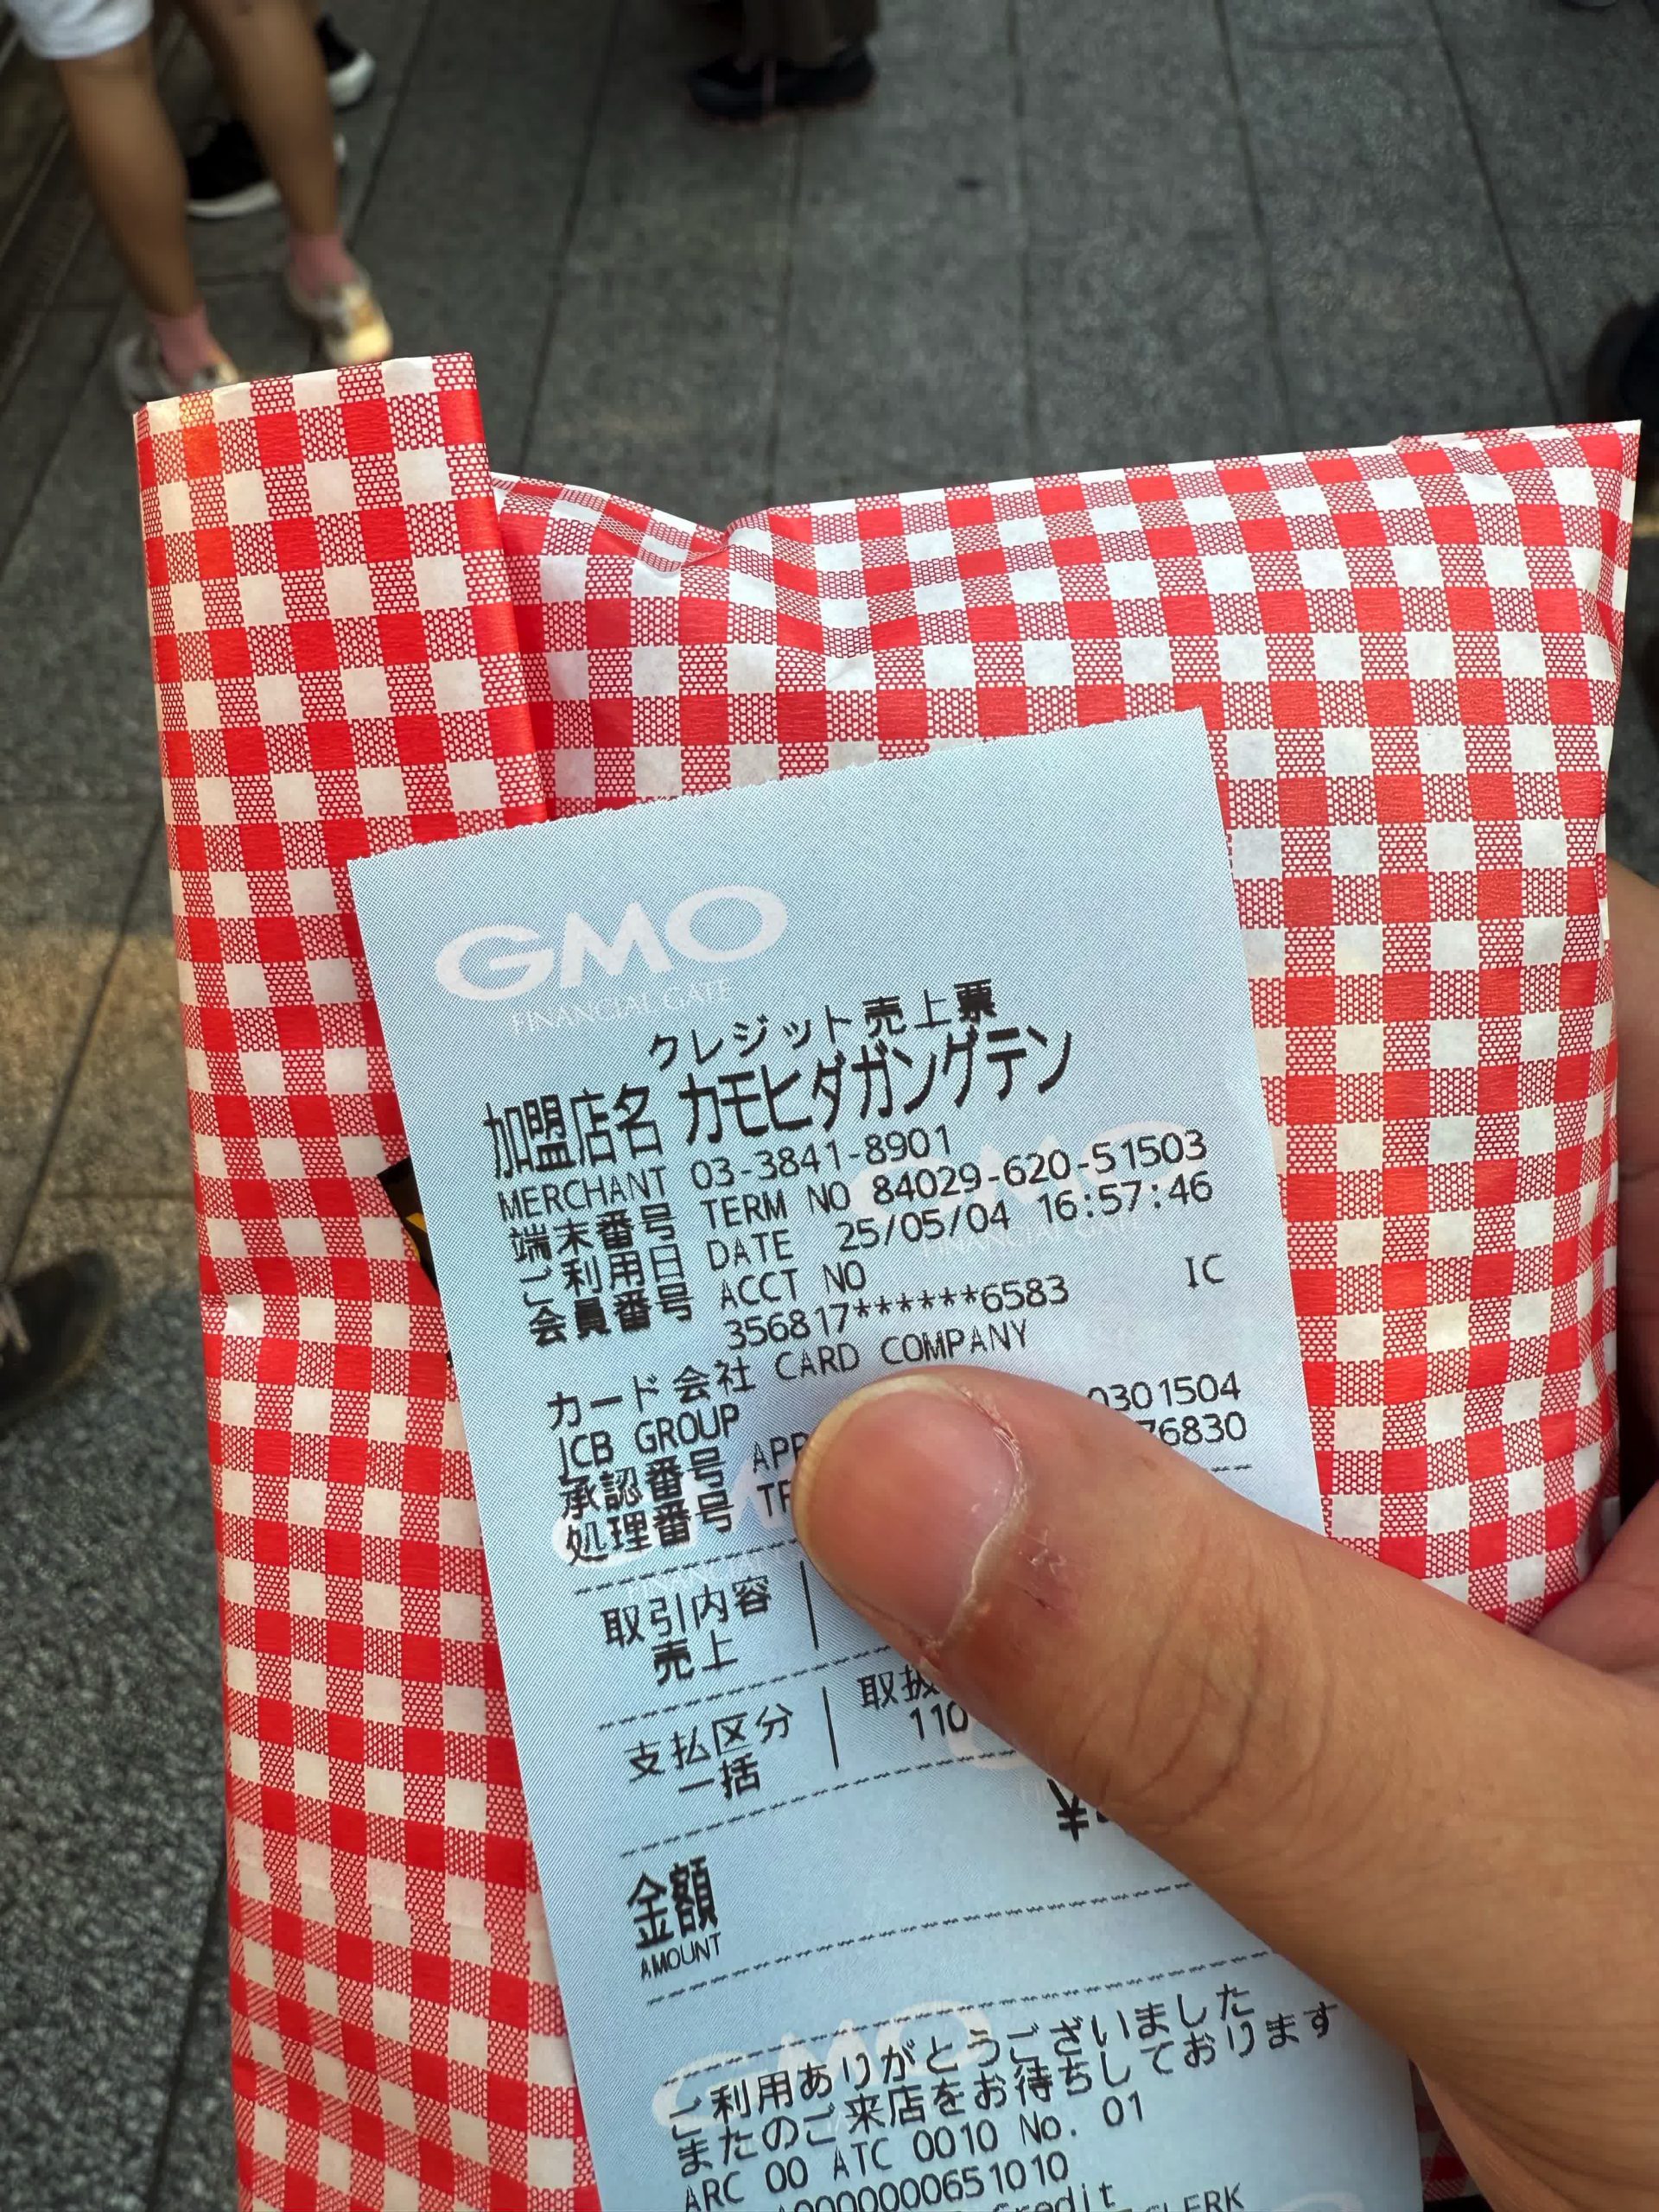 GMO
FINANCIAL GATE
クレジット売上票
加盟店名 カモヒダガングテン
MERCHANT 03-3841-8901
端末番号 TERM NO 84029-620-51503
ご利用日 DATE 25/05/04 16:57:46
会員番号 ACCT NO
356817******6583 IC
カード会社 CARD COMPANY
JCB GROUP
承認番号 0301504
処理番号
取引内容
売上
支払区分
一括
110
¥
金額
AMOUNT
ご利用ありがとうございました
またのご来店をお待ちしております
ARC 00 ATC 0010 No. 01
A0000000651010
Credit
CLERK